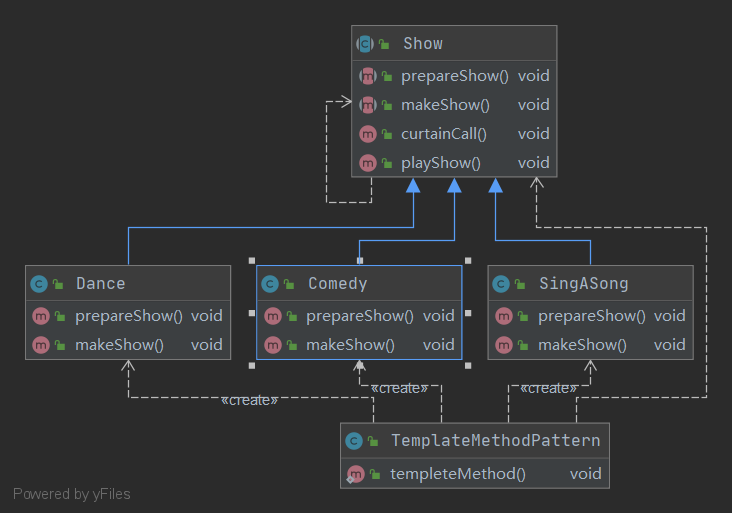 Show
prepareShow() void
makeShow() void
curtainCall() void
playShow() void
Dance
prepareShow() void
makeShow() void
Comedy
prepareShow() void
makeShow() void
SingASong
prepareShow() void
makeShow() void
«create»
«create»
«create»
TemplateMethodPattern
templeteMethod() void
Powered by yFiles